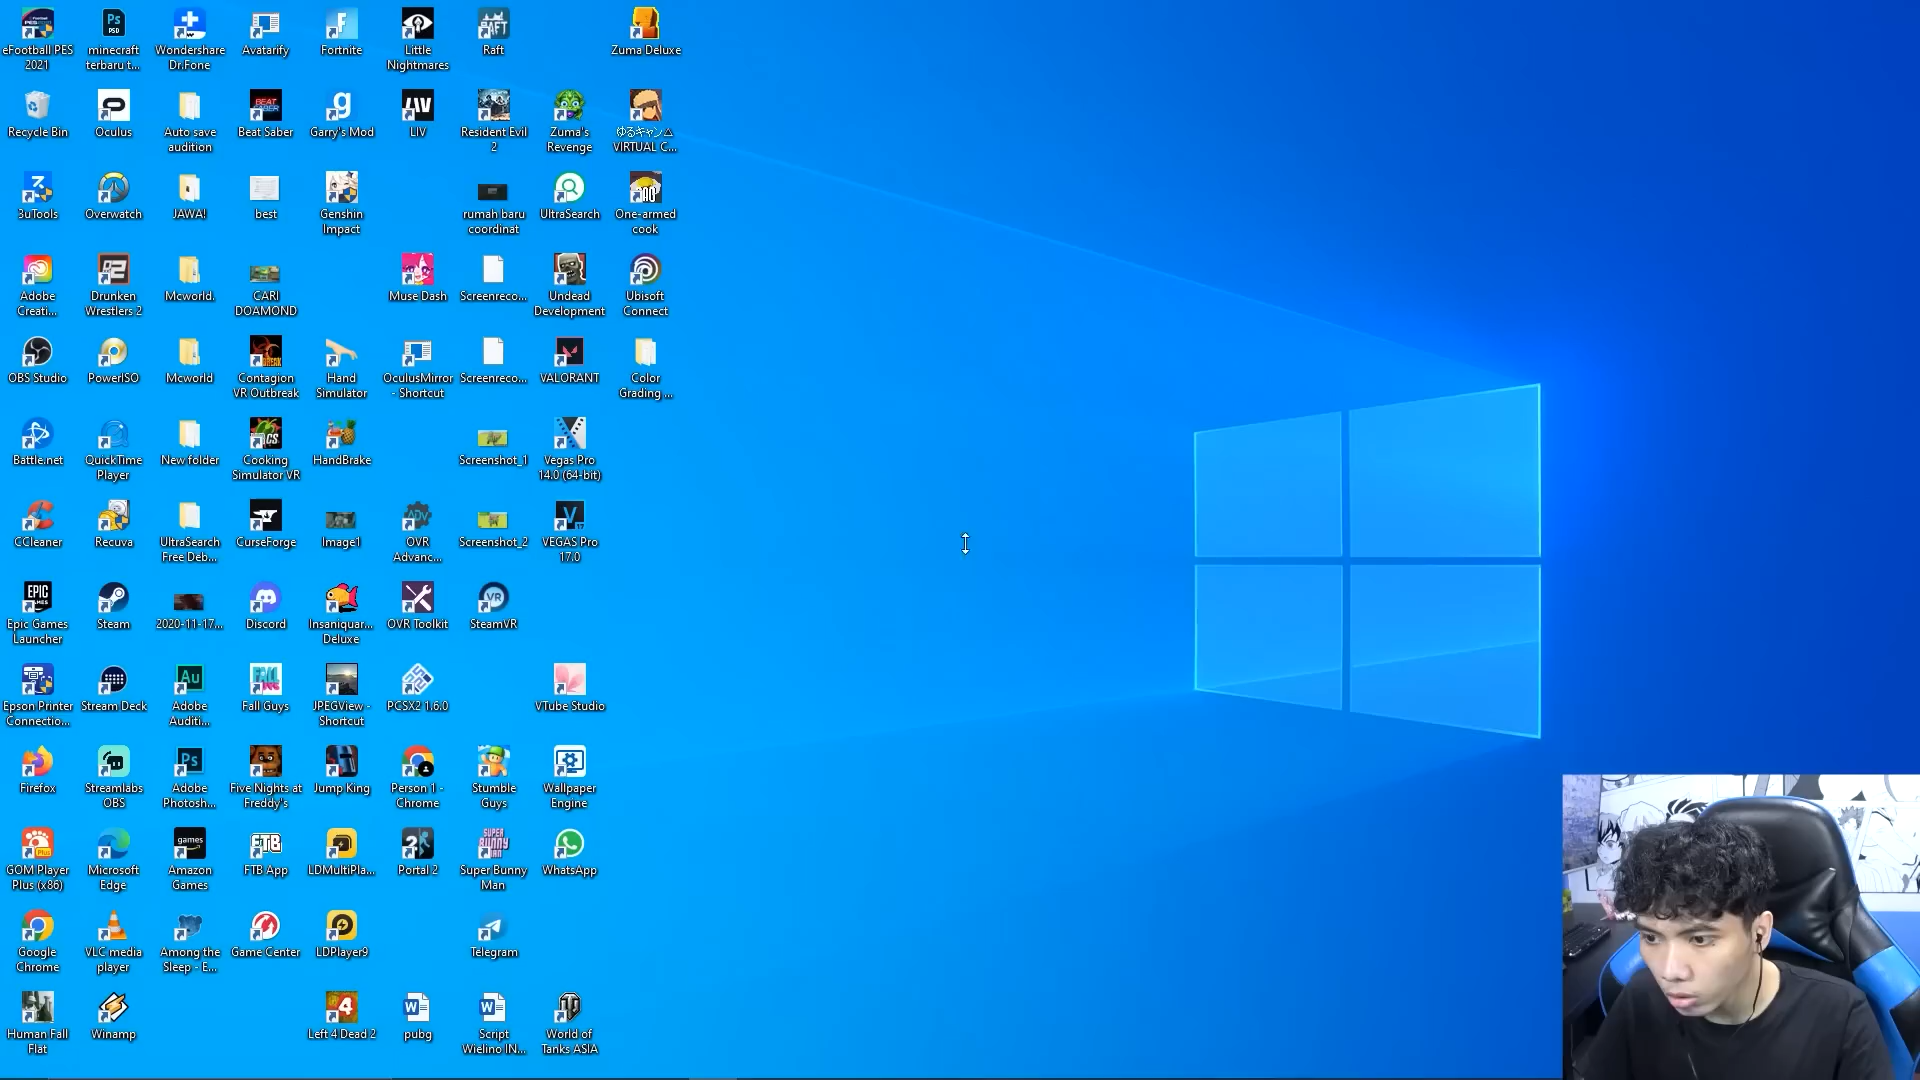 eFootball PES
2021
minecraft
terbaru t...
Wondershare
Dr.Fone
Avatarify
Fortnite
Little
Nightmares
Raft
Zuma Deluxe
Recycle Bin
Oculus
Auto save
audition
Beat Saber
Garry's Mod
LIV
Resident Evil
2
Zuma's
Revenge
ゆるキャン△
VIRTUAL C...
3uTools
Overwatch
JAWA!
best
Genshin
Impact
rumah baru
coordinat
UltraSearch
One-armed
cook
Adobe
Creati...
Drunken
Wrestlers 2
Mcworld.
CARI
DOAMOND
Muse Dash
Screenreco...
Undead
Development
Ubisoft
Connect
OBS Studio
PowerISO
Mcworld
Contagion
VR Outbreak
Hand
Simulator
OculusMirror
- Shortcut
Screenreco...
VALORANT
Color
Grading ...
Battle.net
QuickTime
Player
New folder
Cooking
Simulator VR
HandBrake
Screenshot_1
Vegas Pro
14.0 (64-bit)
CCleaner
Recuva
UltraSearch
Free Deb...
CurseForge
Image1
OVR
Advanc...
Screenshot_2
VEGAS Pro
17.0
Epic Games
Launcher
Steam
2020-11-17...
Discord
Insaniquar...
Deluxe
OVR Toolkit
SteamVR
Epson Printer
Connectio...
Stream Deck
Adobe
Auditi...
Fall Guys
JPEGView -
Shortcut
PCSX2 1.6.0
VTube Studio
Firefox
Streamlabs
OBS
Adobe
Photosh...
Five Nights at
Freddy's
Jump King
Person 1 -
Chrome
Stumble
Guys
Wallpaper
Engine
GOM Player
Plus (x86)
Microsoft
Edge
Amazon
Games
FTB App
LDMultiPla...
Portal 2
Super Bunny
Man
WhatsApp
Google
Chrome
VLC media
player
Among the
Sleep - E...
Game Center
LDPlayer9
Telegram
Human Fall
Flat
Winamp
Left 4 Dead 2
pubg
Script
Wielino IN...
World of
Tanks ASIA